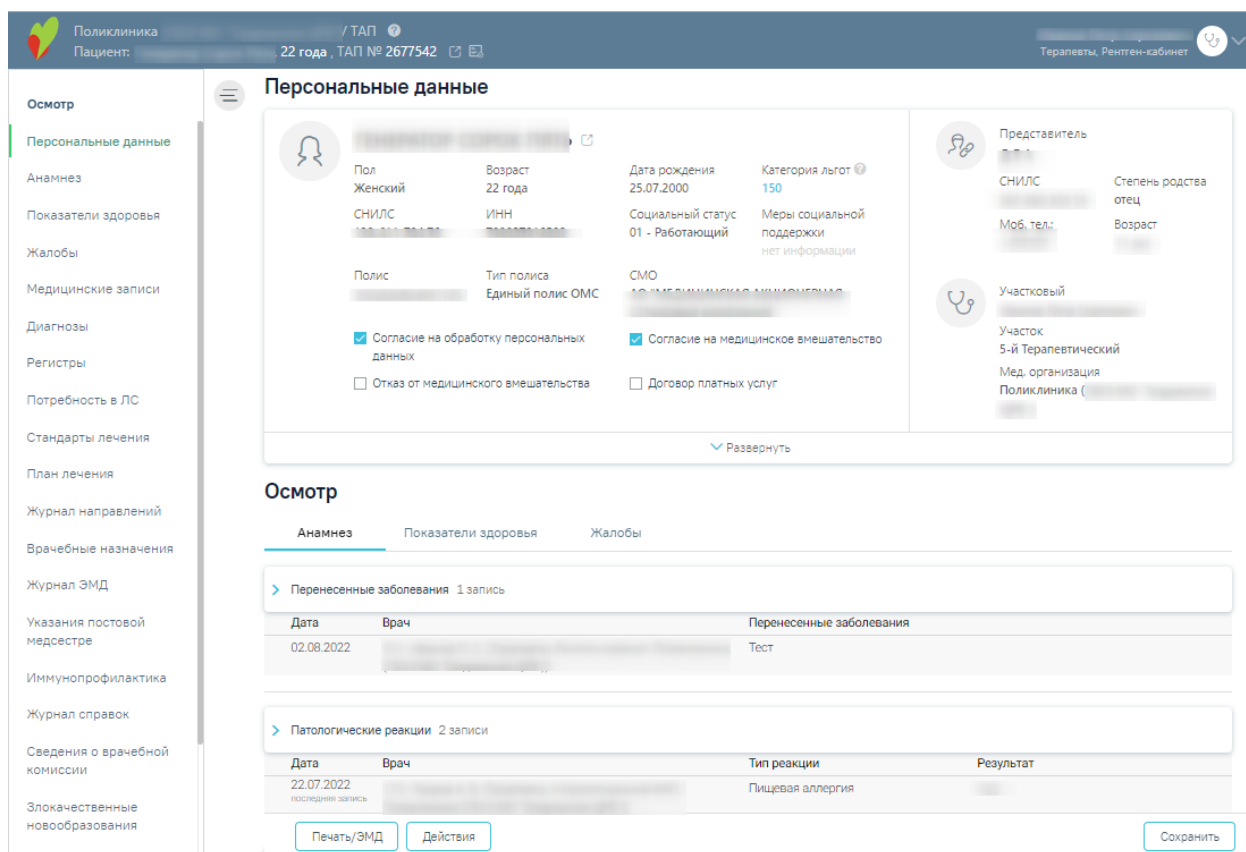 Поликлиника / ТАП
Пациент: , 22 года , ТАП № 2677542
Терапевты, Рентген-кабинет
Осмотр
Персональные данные
Анамнез
Показатели здоровья
Жалобы
Медицинские записи
Диагнозы
Регистры
Потребность в ЛС
Стандарты лечения
План лечения
Журнал направлений
Врачебные назначения
Журнал ЭМД
Указания постовой
медсестре
Иммунопрофилактика
Журнал справок
Сведения о врачебной
комиссии
Злокачественные
новообразования
Персональные данные
Пол Возраст Дата рождения Категория льгот
Женский 22 года 25.07.2000 150
СНИЛС ИНН Социальный статус Меры социальной
01 - Работающий поддержки
нет информации
Полис Тип полиса СМО
Единый полис ОМС
Согласие на обработку персональных Согласие на медицинское вмешательство
данных
Отказ от медицинского вмешательства Договор платных услуг
Представитель
СНИЛС Степень родства
отец
Моб. тел.: Возраст
Участковый
Участок
5-й Терапевтический
Мед. организация
Поликлиника (
Развернуть
Осмотр
Анамнез Показатели здоровья Жалобы
Перенесенные заболевания 1 запись
Дата Врач Перенесенные заболевания
02.08.2022 Тест
Патологические реакции 2 записи
Дата Врач Тип реакции Результат
22.07.2022 Пищевая аллергия
последняя запись
Печать/ЭМД Действия Сохранить